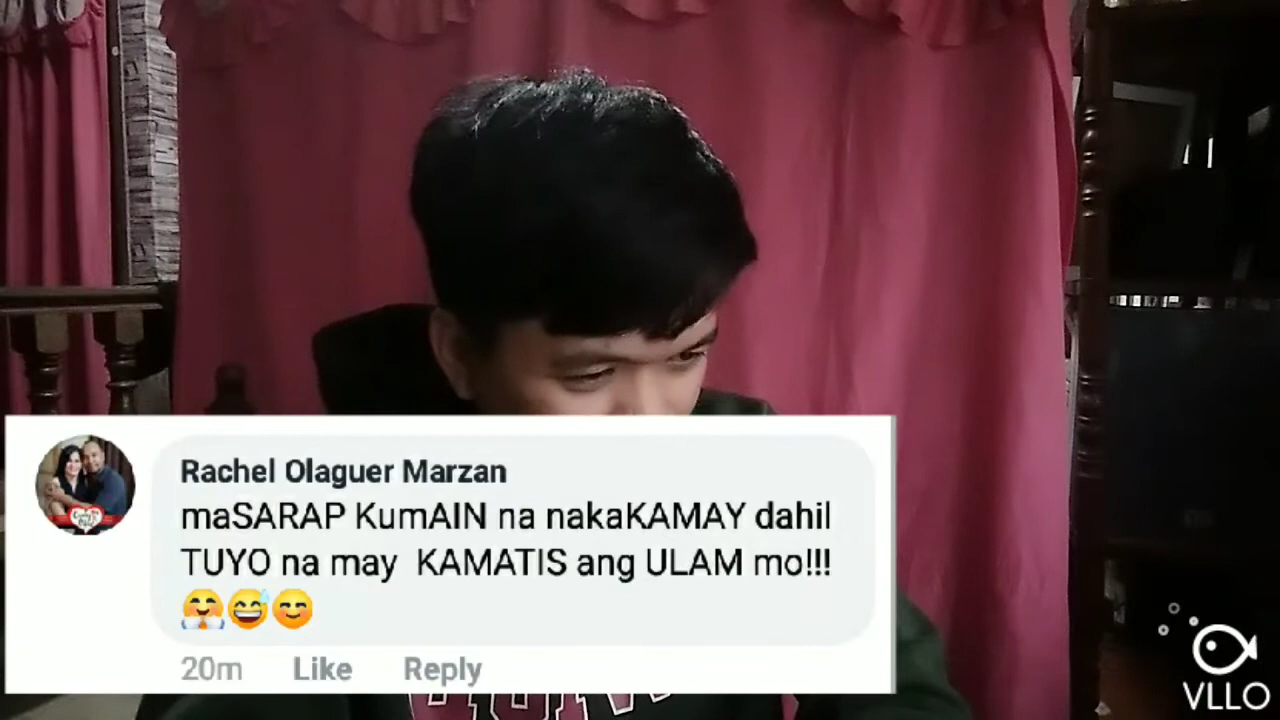 Rachel Olaguer Marzan
maSARAP KumAIN na nakaKAMAY dahil
TUYO na may  KAMATIS ang ULAM mo!!!
🤗😅😊
20m Like Reply
VLLO